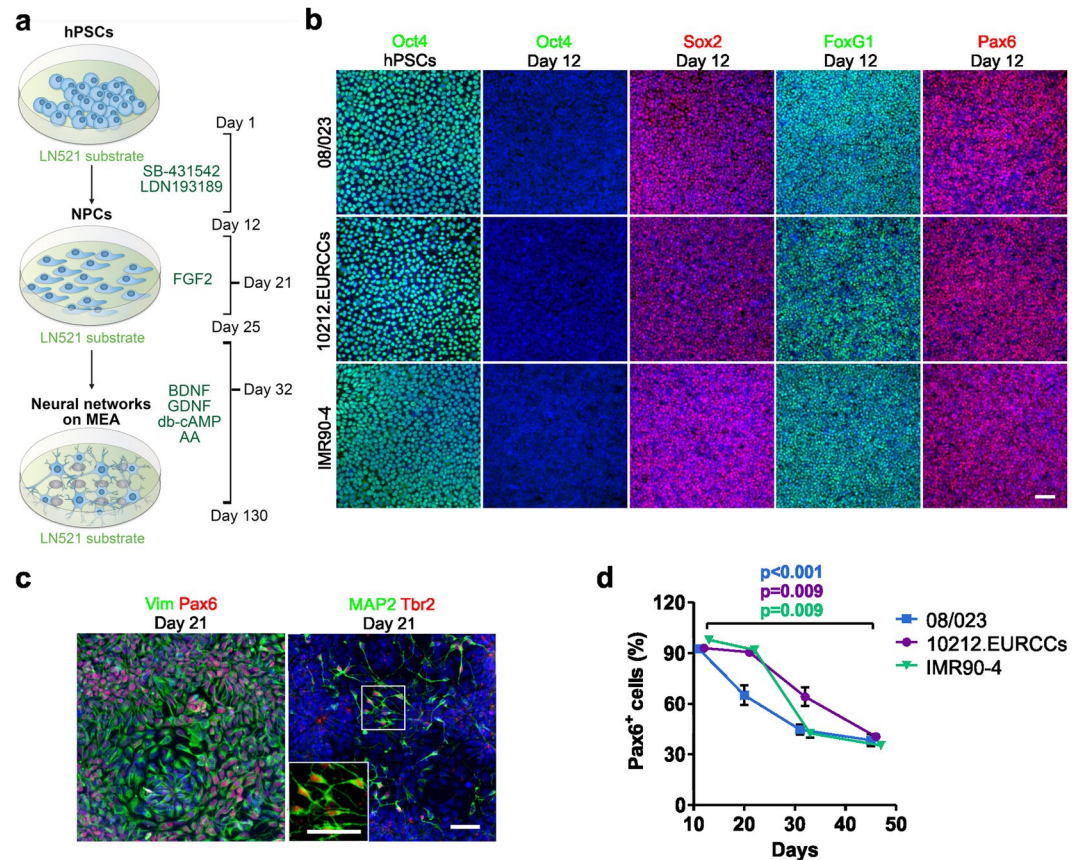 a
hPSCs
LN521 substrate
Day 1
SB-431542
LDN193189
NPCs
Day 12
FGF2
Day 21
LN521 substrate
Day 25
Neural networks
on MEA
BDNF
GDNF
db-cAMP
AA
Day 32
Day 130
LN521 substrate
b
Oct4
hPSCs
Oct4
Day 12
Sox2
Day 12
FoxG1
Day 12
Pax6
Day 12
08/023
10212.EURCCs
IMR90-4
c
Vim Pax6
Day 21
MAP2 Tbr2
Day 21
d
p<0.001
p=0.009
p=0.009
08/023
10212.EURCCs
IMR90-4
Pax6+ cells (%)
120
90
60
30
0
10 20 30 40 50
Days